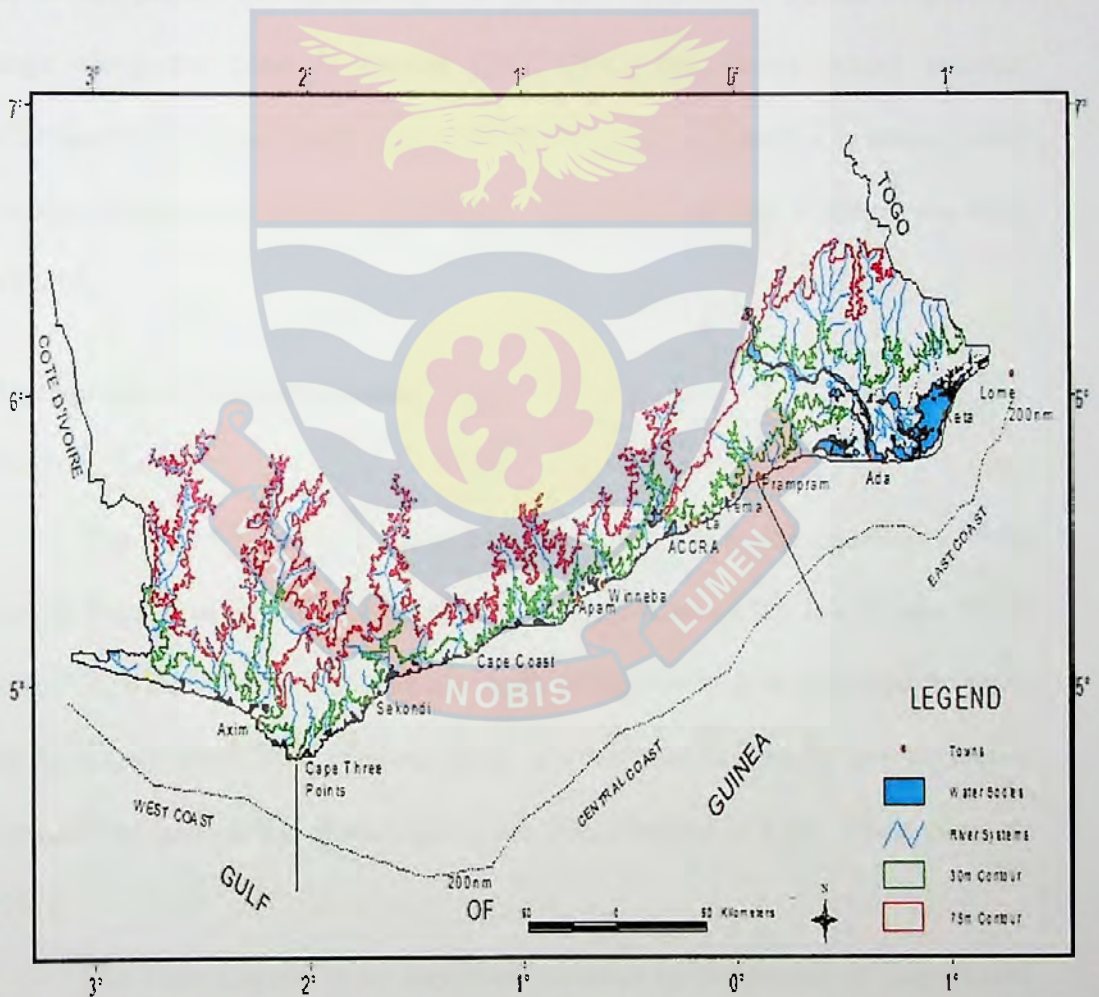 3° 2° 1° 0° 1°
7° 7°
TOGO
COTE D'IVOIRE
6°
Lome
200nm
Keta
Ada
Prampram
Tema
La
ACCRA
Winneba
Apam
LUMEN
EAST COAST
Cape Coast
5° 5°
NOBIS
Sekondi
Axim
Cape Three
Points
WEST COAST
CENTRAL COAST
GULF
OF
GUINEA
200nm
LEGEND
Towns
Water Bodies
River Systems
30m Contour
75m Contour
0 50 Kilometers
N
3° 2° 1° 0° 1°